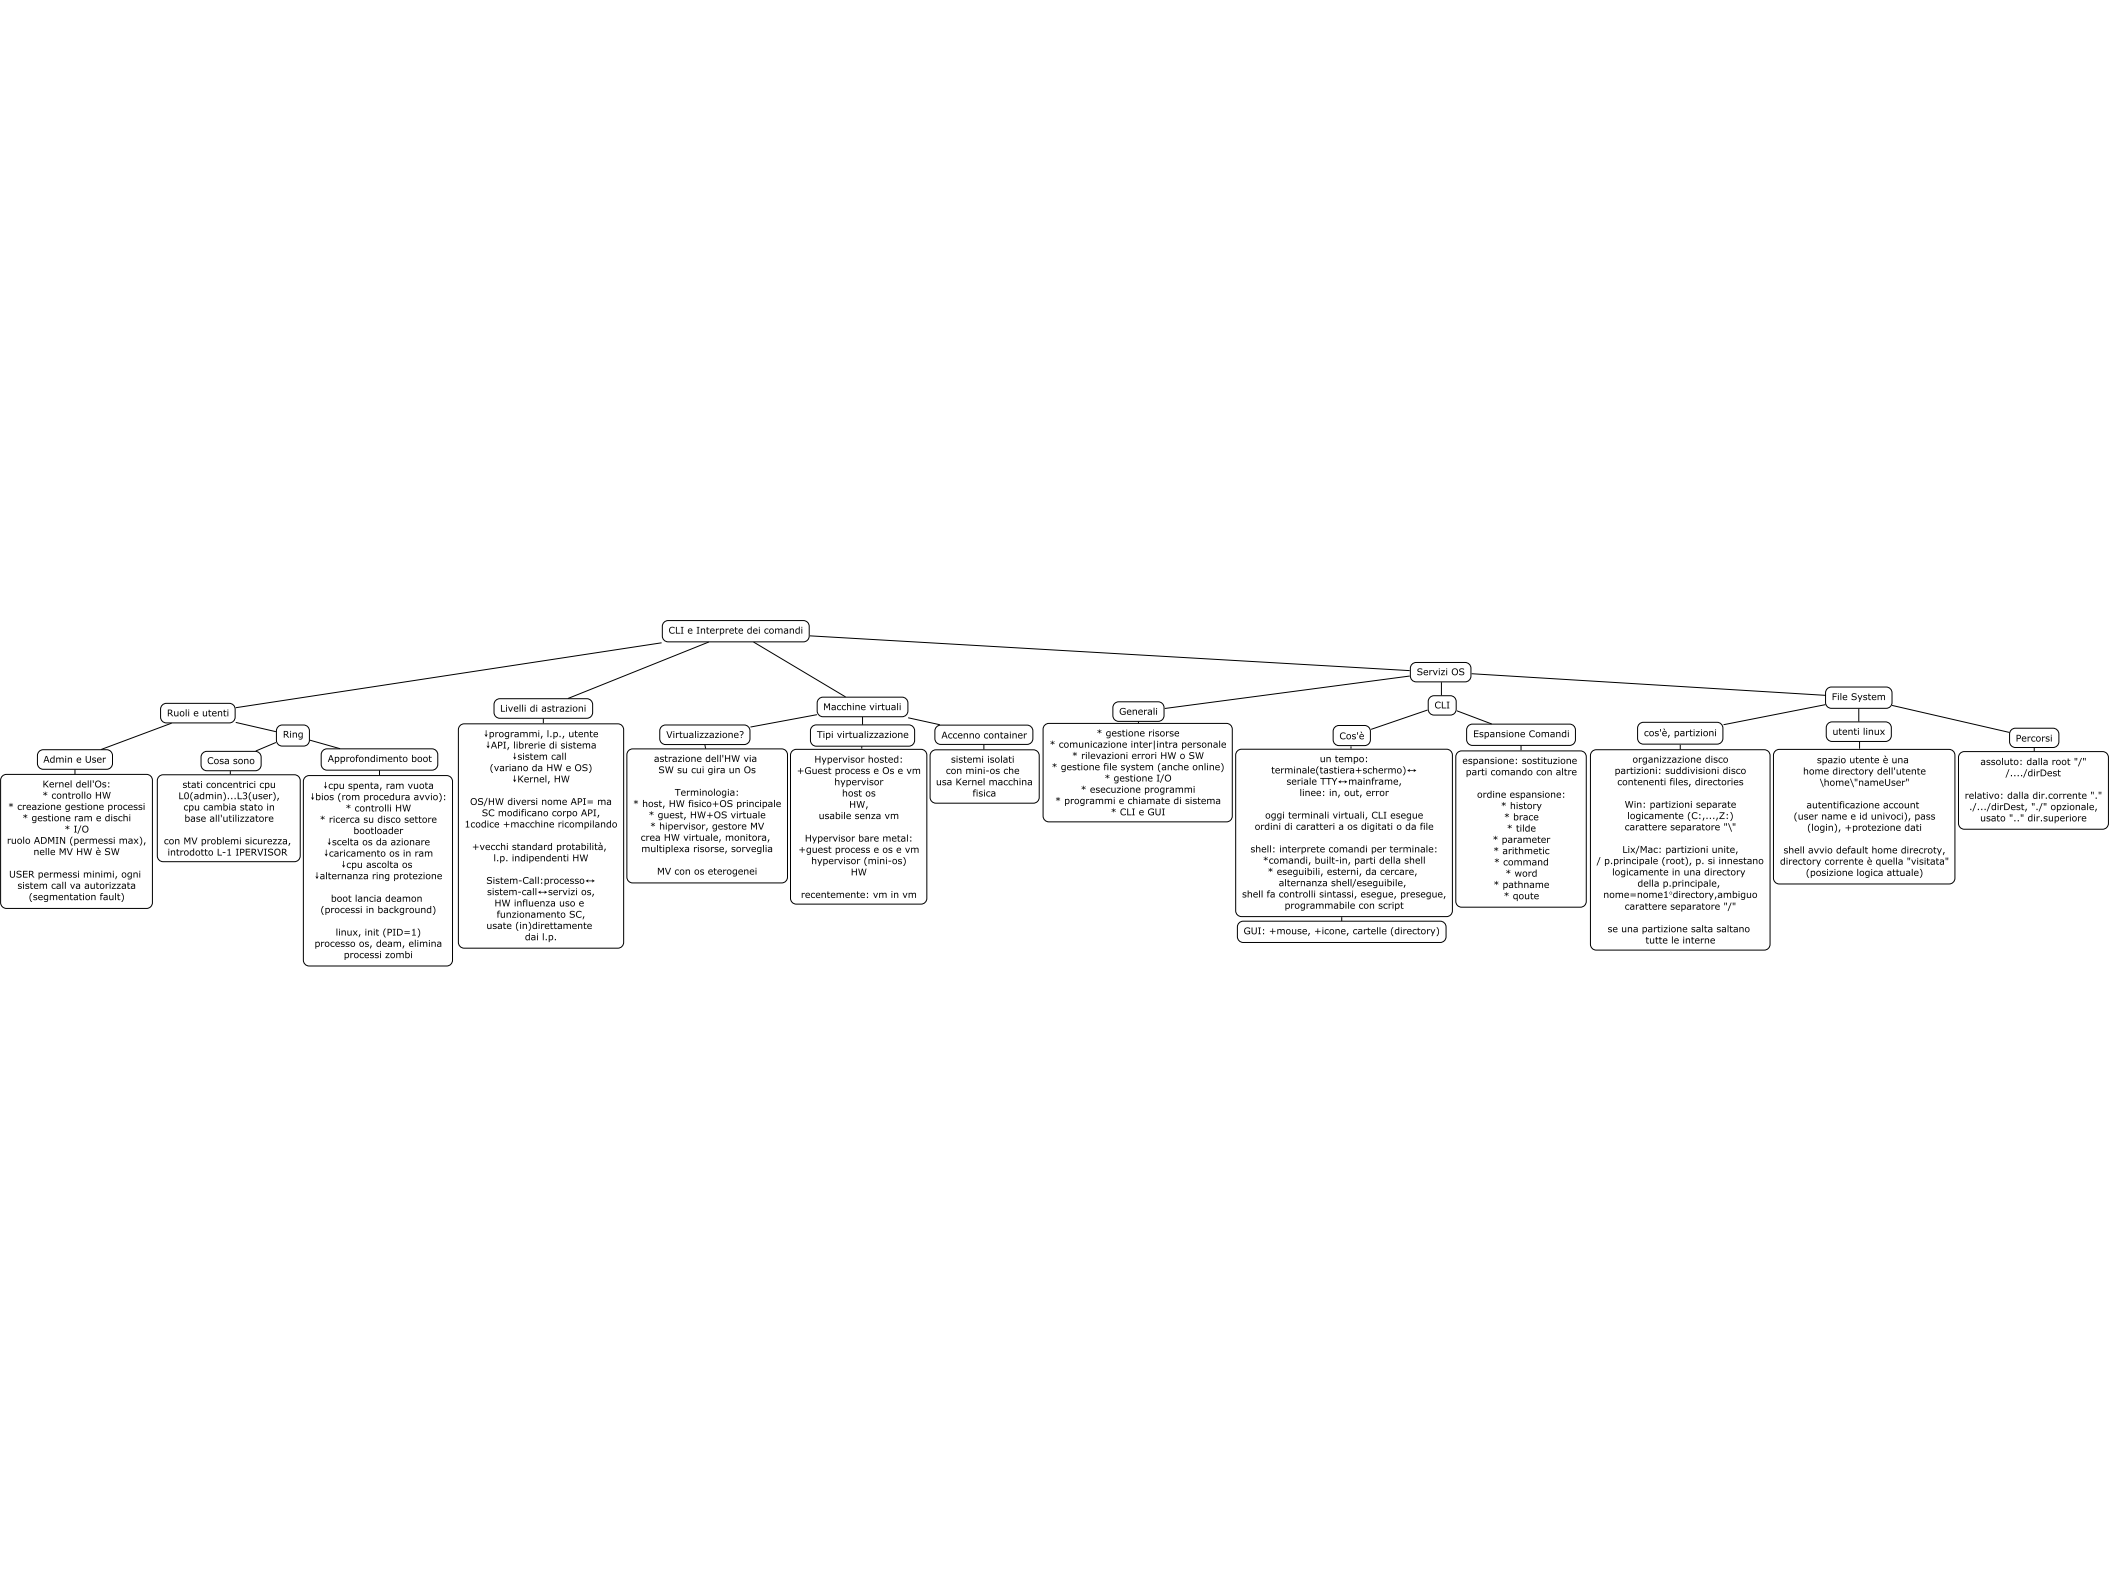 CLI e Interprete dei comandi
Ruoli e utenti
Admin e User
Kernel dell'Os:
* controllo HW
* creazione gestione processi
* gestione ram e dischi
* I/O
ruolo ADMIN (permessi max),
nelle MV HW è SW
USER permessi minimi, ogni
sistem call va autorizzata
(segmentation fault)
Ring
Cosa sono
stati concentrici cpu
L0(admin)...L3(user),
cpu cambia stato in
base all'utilizzatore
con MV problemi sicurezza,
introdotto L-1 IPERVISOR
Approfondimento boot
↓cpu spenta, ram vuota
↓bios (rom procedura avvio):
* controlli HW
* ricerca su disco settore
bootloader
↓scelta os da azionare
↓caricamento os in ram
↓cpu ascolta os
↓alternanza ring protezione
boot lancia deamon
(processi in background)
linux, init (PID=1)
processo os, deam, elimina
processi zombi
Livelli di astrazioni
↓programmi, l.p., utente
↓API, librerie di sistema
↓sistem call
(variano da HW e OS)
↓Kernel, HW
OS/HW diversi nome API= ma
SC modificano corpo API,
1codice +macchine ricompilando
+vecchi standard protabilità,
l.p. indipendenti HW
Sistem-Call:processo↔
sistem-call↔servizi os,
HW influenza uso e
funzionamento SC,
usate (in)direttamente
dai l.p.
Macchine virtuali
Virtualizzazione?
astrazione dell'HW via
SW su cui gira un Os
Terminologia:
* host, HW fisico+OS principale
* guest, HW+OS virtuale
* hipervisor, gestore MV
crea HW virtuale, monitora,
multiplexa risorse, sorveglia
MV con os eterogenei
Tipi virtualizzazione
Hypervisor hosted:
+Guest process e Os e vm
hypervisor
host os
HW,
usabile senza vm
Hypervisor bare metal:
+guest process e os e vm
hypervisor (mini-os)
HW
recentemente: vm in vm
Accenno container
sistemi isolati
con mini-os che
usa Kernel macchina
fisica
Servizi OS
Generali
* gestione risorse
* comunicazione inter|intra personale
* rilevazioni errori HW o SW
* gestione file system (anche online)
* gestione I/O
* esecuzione programmi
* programmi e chiamate di sistema
* CLI e GUI
CLI
Cos'è
un tempo:
terminale(tastiera+schermo)↔
seriale TTY↔mainframe,
linee: in, out, error
oggi terminali virtuali, CLI esegue
ordini di caratteri a os digitati o da file
shell: interprete comandi per terminale:
*comandi, built-in, parti della shell
* eseguibili, esterni, da cercare,
alternanza shell/eseguibile,
shell fa controlli sintassi, esegue, presegue,
programmabile con script
GUI: +mouse, +icone, cartelle (directory)
Espansione Comandi
espansione: sostituzione
parti comando con altre
ordine espansione:
* history
* brace
* tilde
* parameter
* arithmetic
* command
* word
* pathname
* qoute
File System
cos'è, partizioni
organizzazione disco
partizioni: suddivisioni disco
contenenti files, directories
Win: partizioni separate
logicamente (C:,...,Z:)
carattere separatore "\"
Lix/Mac: partizioni unite,
/ p.principale (root), p. si innestano
logicamente in una directory
della p.principale,
nome=nome1°directory,ambiguo
carattere separatore "/"
se una partizione salta saltano
tutte le interne
utenti linux
spazio utente è una
home directory dell'utente
\home\"nameUser"
autentificazione account
(user name e id univoci), pass
(login), +protezione dati
shell avvio default home direcroty,
directory corrente è quella "visitata"
(posizione logica attuale)
Percorsi
assoluto: dalla root "/"
/..../dirDest
relativo: dalla dir.corrente "."
./.../dirDest, "./" opzionale,
usato ".." dir.superiore